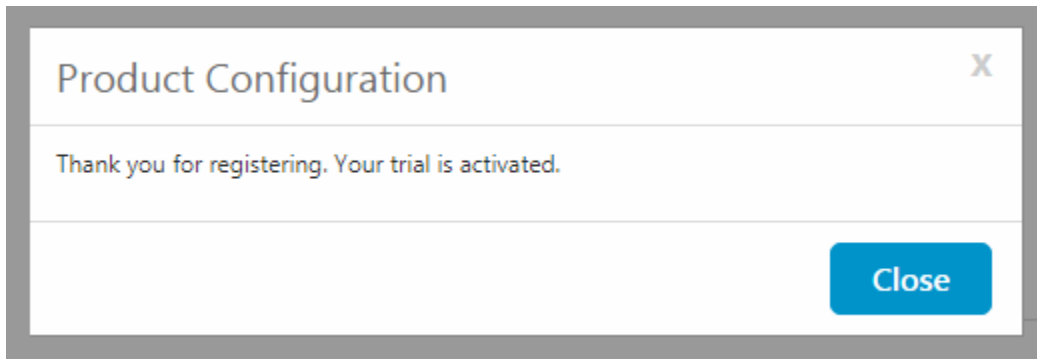 Product Configuration
X
Thank you for registering. Your trial is activated.
Close